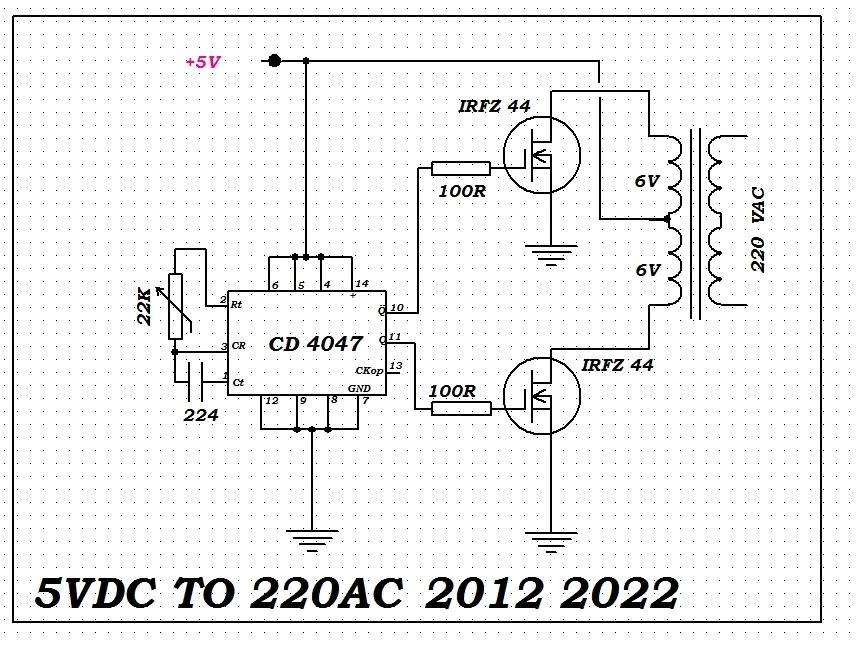 +5V
IRFZ 44
100R
6V
220 VAC
6V
6 5 4 14
+
22K
2 Rt
Q 10
3 CR
CD 4047
Q 11
CKop 13
1 Ct
GND
12 9 8 7
224
100R
IRFZ 44
5VDC TO 220AC 2012 2022